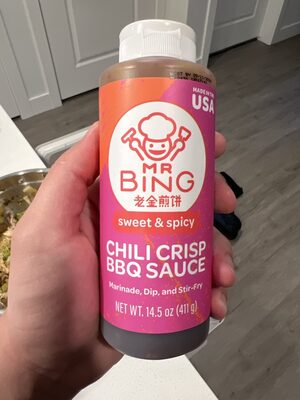 MADE IN THE
USA
MR
BING
老金煎饼
sweet & spicy
CHILI CRISP
BBQ SAUCE
Marinade, Dip, and Stir-Fry
NET WT. 14.5 oz (411 g)